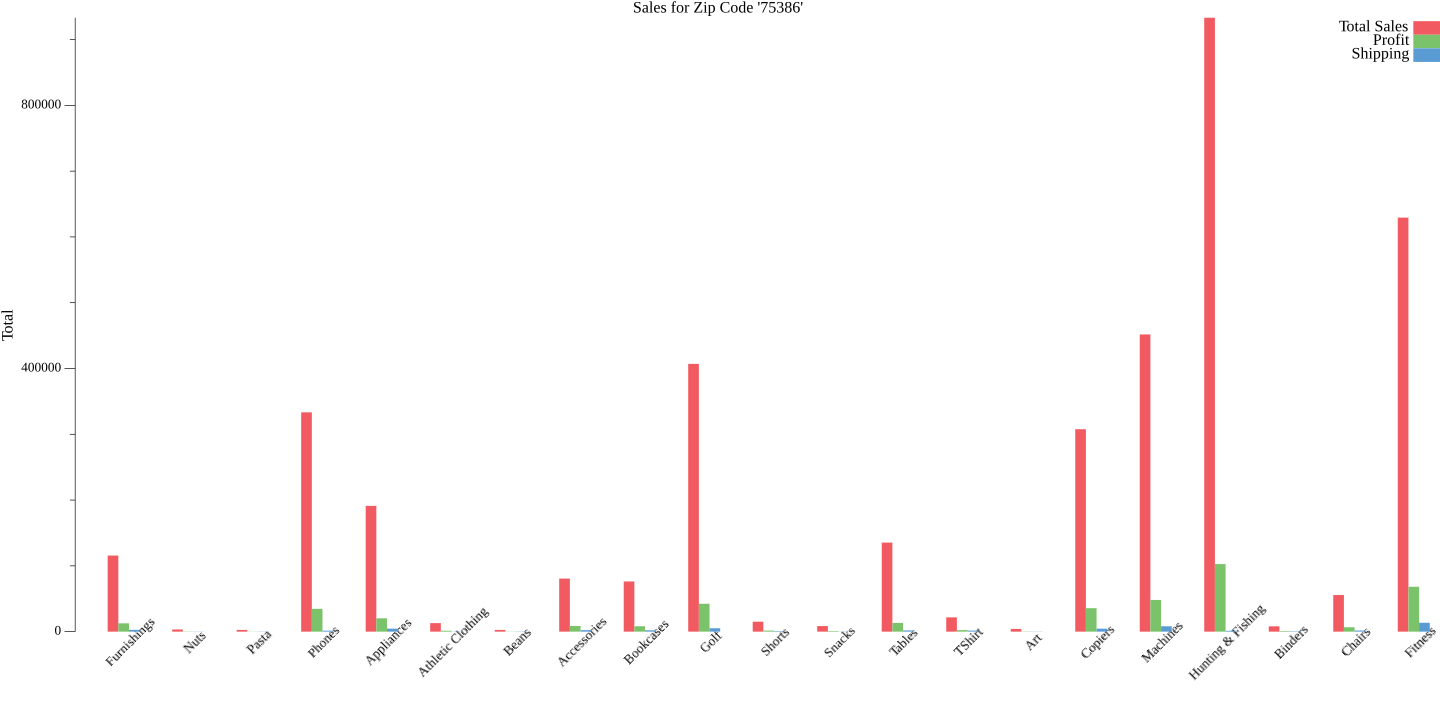 Sales for Zip Code '75386'
Total Sales
Profit
Shipping
Total
800000
400000
0
Furnishings
Nuts
Pasta
Phones
Appliances
Athletic Clothing
Beans
Accessories
Bookcases
Golf
Shorts
Snacks
Tables
TShirt
Art
Copiers
Machines
Hunting & Fishing
Binders
Chairs
Fitness